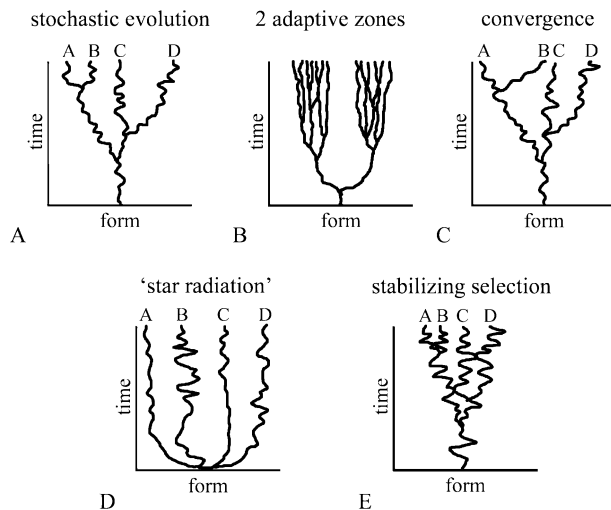 stochastic evolution
A B C D
time
form
A
2 adaptive zones
time
form
B
convergence
A B C D
time
form
C
‘star radiation’
A B C D
time
form
D
stabilizing selection
A B C D
time
form
E